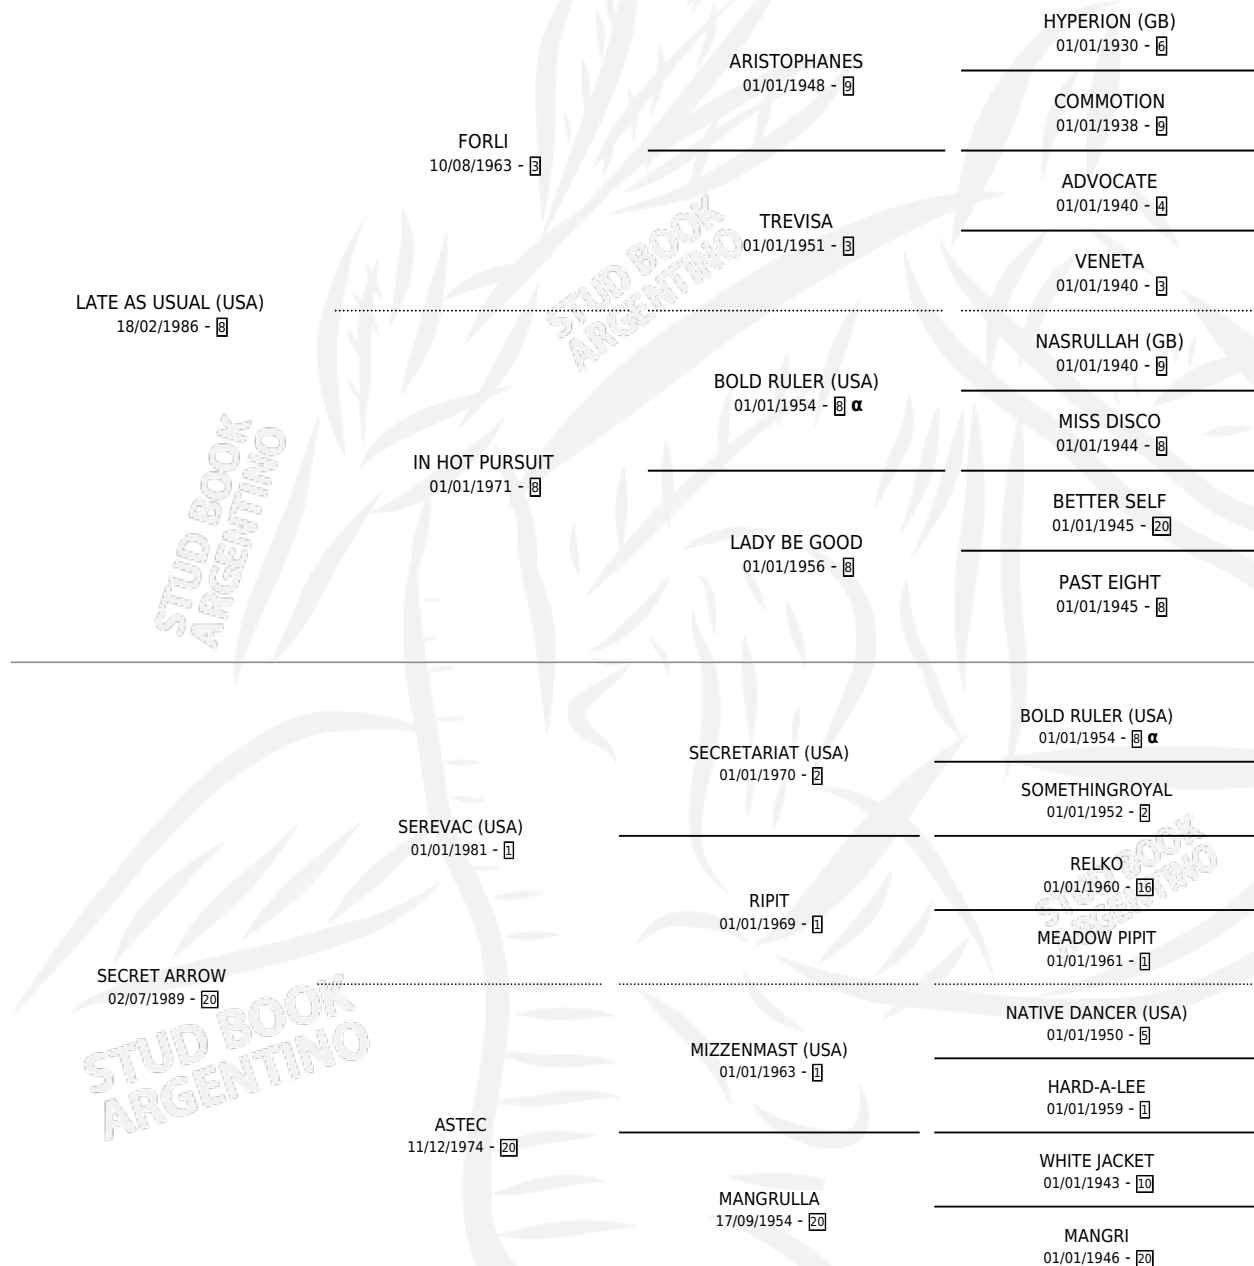 HYPERION (GB)
01/01/1930 - 6
ARISTOPHANES
01/01/1948 - 9
COMMOTION
01/01/1938 - 9
FORLI
10/08/1963 - 3
ADVOCATE
01/01/1940 - 4
TREVISA
01/01/1951 - 3
VENETA
01/01/1940 - 3
LATE AS USUAL (USA)
18/02/1986 - 8
STUD BOOK
ARGENTINO
NASRULLAH (GB)
01/01/1940 - 9
BOLD RULER (USA)
01/01/1954 - 8 α
MISS DISCO
01/01/1944 - 8
IN HOT PURSUIT
01/01/1971 - 8
STUD BOOK
ARGENTINO
BETTER SELF
01/01/1945 - 20
LADY BE GOOD
01/01/1956 - 8
PAST EIGHT
01/01/1945 - 8
BOLD RULER (USA)
01/01/1954 - 8 α
SECRETARIAT (USA)
01/01/1970 - 2
SOMETHINGROYAL
01/01/1952 - 2
SEREVAC (USA)
01/01/1981 - 1
STUD BOOK
ARGENTINO
RELKO
01/01/1960 - 16
RIPIT
01/01/1969 - 1
MEADOW PIPIT
01/01/1961 - 1
SECRET ARROW
02/07/1989 - 20
STUD BOOK
ARGENTINO
NATIVE DANCER (USA)
01/01/1950 - 5
MIZZENMAST (USA)
01/01/1963 - 1
HARD-A-LEE
01/01/1959 - 1
ASTEC
11/12/1974 - 20
WHITE JACKET
01/01/1943 - 10
MANGRULLA
17/09/1954 - 20
MANGRI
01/01/1946 - 20